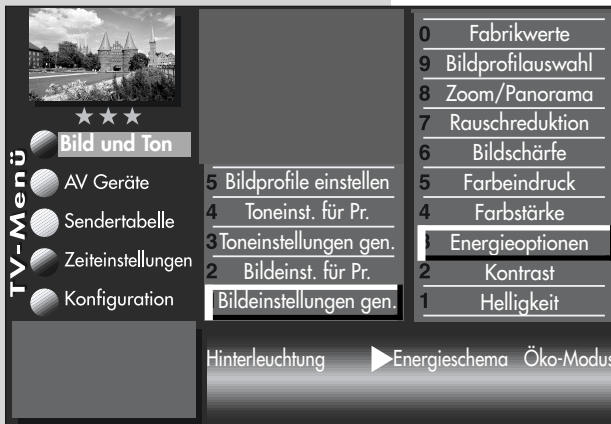 TV-Menü
Bild und Ton
AV Geräte
Sendertabelle
Zeiteinstellungen
Konfiguration
5 Bildprofile einstellen
4 Toneinst. für Pr.
3 Toneinstellungen gen.
2 Bildeinst. für Pr.
Bildeinstellungen gen.
0 Fabrikwerte
9 Bildprofilauswahl
8 Zoom/Panorama
7 Rauschreduktion
6 Bildschärfe
5 Farbeindruck
4 Farbstärke
3 Energieoptionen
2 Kontrast
1 Helligkeit
Hinterleuchtung Energieschema Öko-Modus